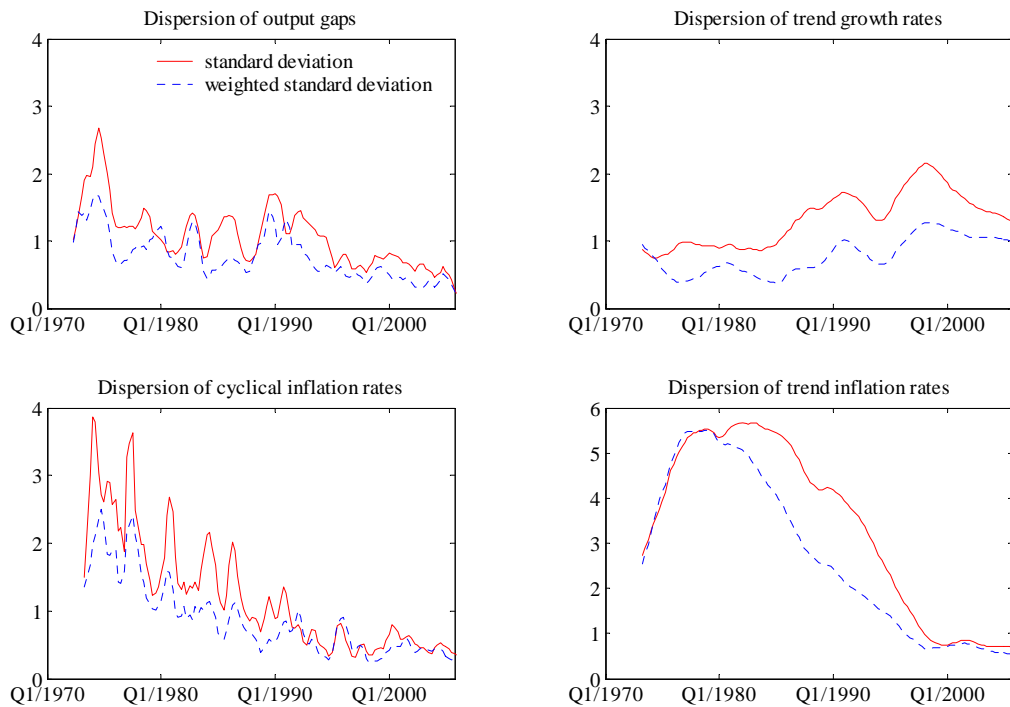 Dispersion of output gaps
4
3
2
1
0
standard deviation
weighted standard deviation
Q1/1970 Q1/1980 Q1/1990 Q1/2000
Dispersion of trend growth rates
4
3
2
1
0
Q1/1970 Q1/1980 Q1/1990 Q1/2000
Dispersion of cyclical inflation rates
4
3
2
1
0
Q1/1970 Q1/1980 Q1/1990 Q1/2000
Dispersion of trend inflation rates
6
5
4
3
2
1
0
Q1/1970 Q1/1980 Q1/1990 Q1/2000